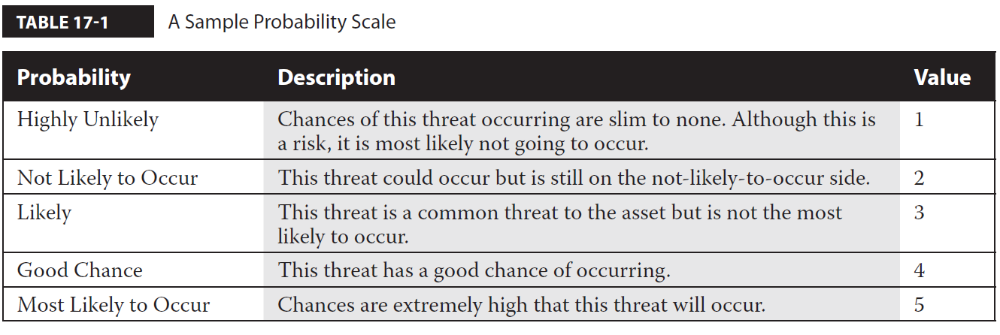 TABLE 17-1 A Sample Probability Scale
Probability Description Value
Highly Unlikely Chances of this threat occurring are slim to none. Although this is 1
a risk, it is most likely not going to occur.
Not Likely to Occur This threat could occur but is still on the not-likely-to-occur side. 2
Likely This threat is a common threat to the asset but is not the most 3
likely to occur.
Good Chance This threat has a good chance of occurring. 4
Most Likely to Occur Chances are extremely high that this threat will occur. 5